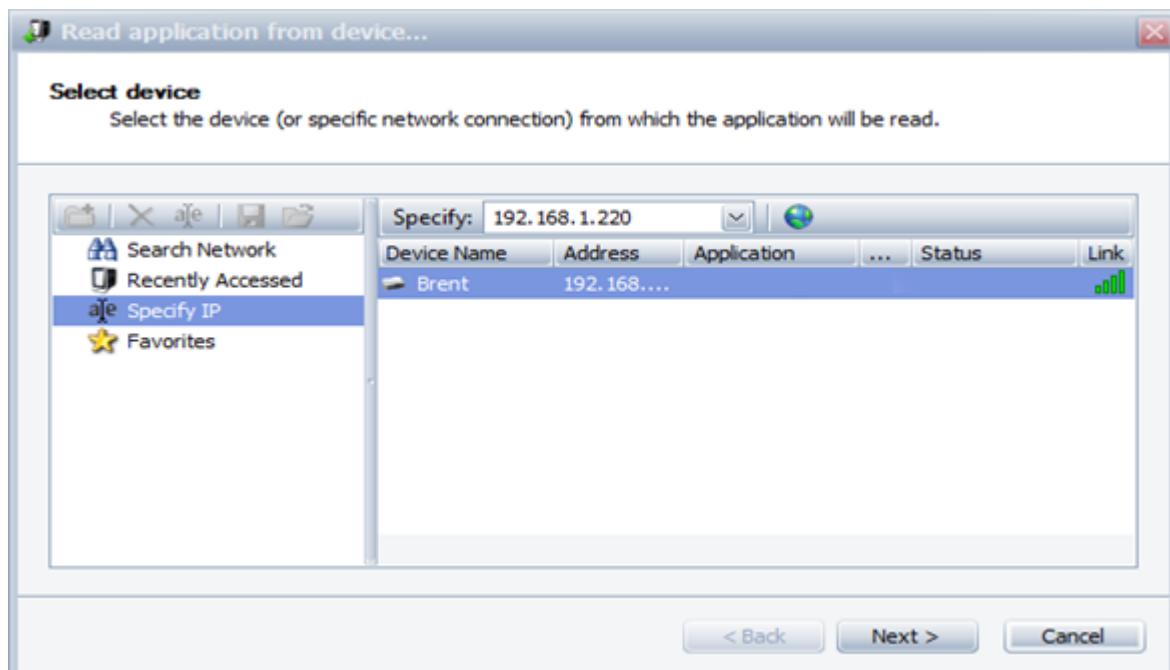 Read application from device...
Select device
Select the device (or specific network connection) from which the application will be read.
Specify: 192.168.1.220
Search Network
Recently Accessed
aIe Specify IP
Favorites
Device Name Address Application ... Status Link
Brent 192.168....
< Back Next > Cancel